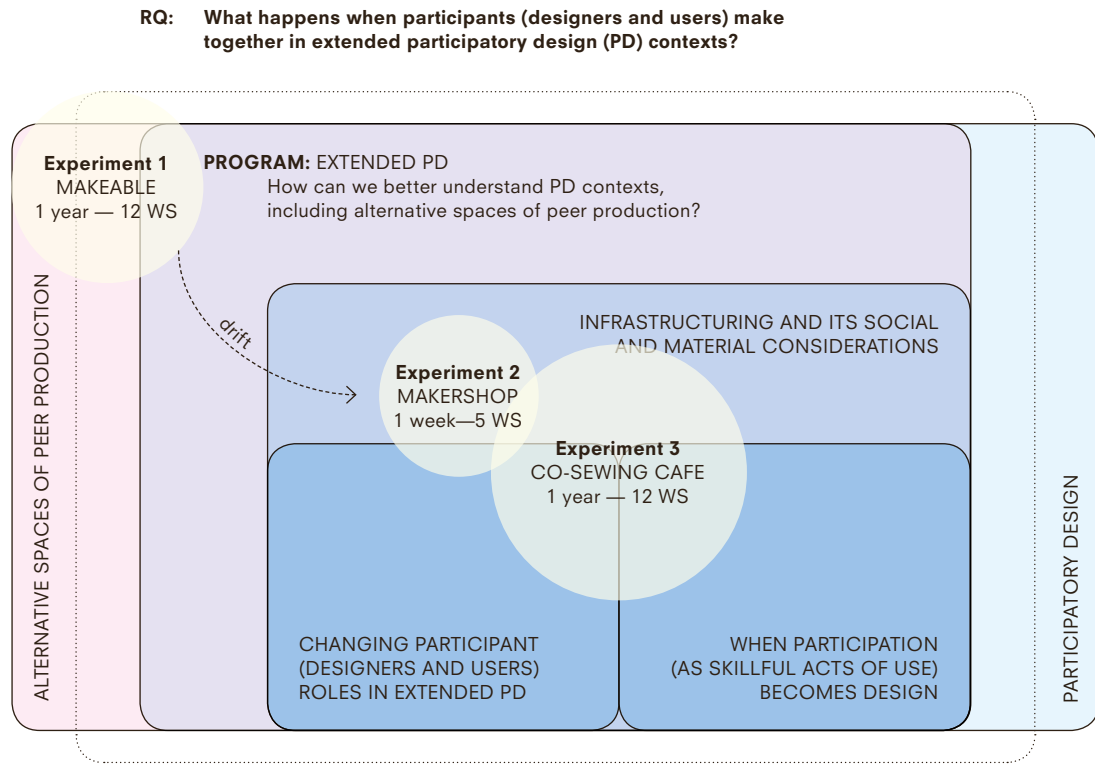 RQ: What happens when participants (designers and users) make
together in extended participatory design (PD) contexts?
Experiment 1
MAKEABLE
1 year — 12 WS
PROGRAM: EXTENDED PD
How can we better understand PD contexts,
including alternative spaces of peer production?
ALTERNATIVE SPACES OF PEER PRODUCTION
drift
INFRASTRUCTURING AND ITS SOCIAL
AND MATERIAL CONSIDERATIONS
Experiment 2
MAKERSHOP
1 week—5 WS
Experiment 3
CO-SEWING CAFE
1 year — 12 WS
CHANGING PARTICIPANT
(DESIGNERS AND USERS)
ROLES IN EXTENDED PD
WHEN PARTICIPATION
(AS SKILLFUL ACTS OF USE)
BECOMES DESIGN
PARTICIPATORY DESIGN